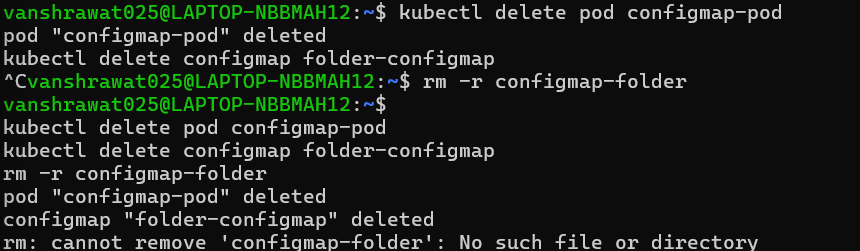 vanshrawat025@LAPTOP-NBBMAH12:~$ kubectl delete pod configmap-pod
pod "configmap-pod" deleted
kubectl delete configmap folder-configmap
^Cvanshrawat025@LAPTOP-NBBMAH12:~$ rm -r configmap-folder
vanshrawat025@LAPTOP-NBBMAH12:~$
kubectl delete pod configmap-pod
kubectl delete configmap folder-configmap
rm -r configmap-folder
pod "configmap-pod" deleted
configmap "folder-configmap" deleted
rm: cannot remove 'configmap-folder': No such file or directory